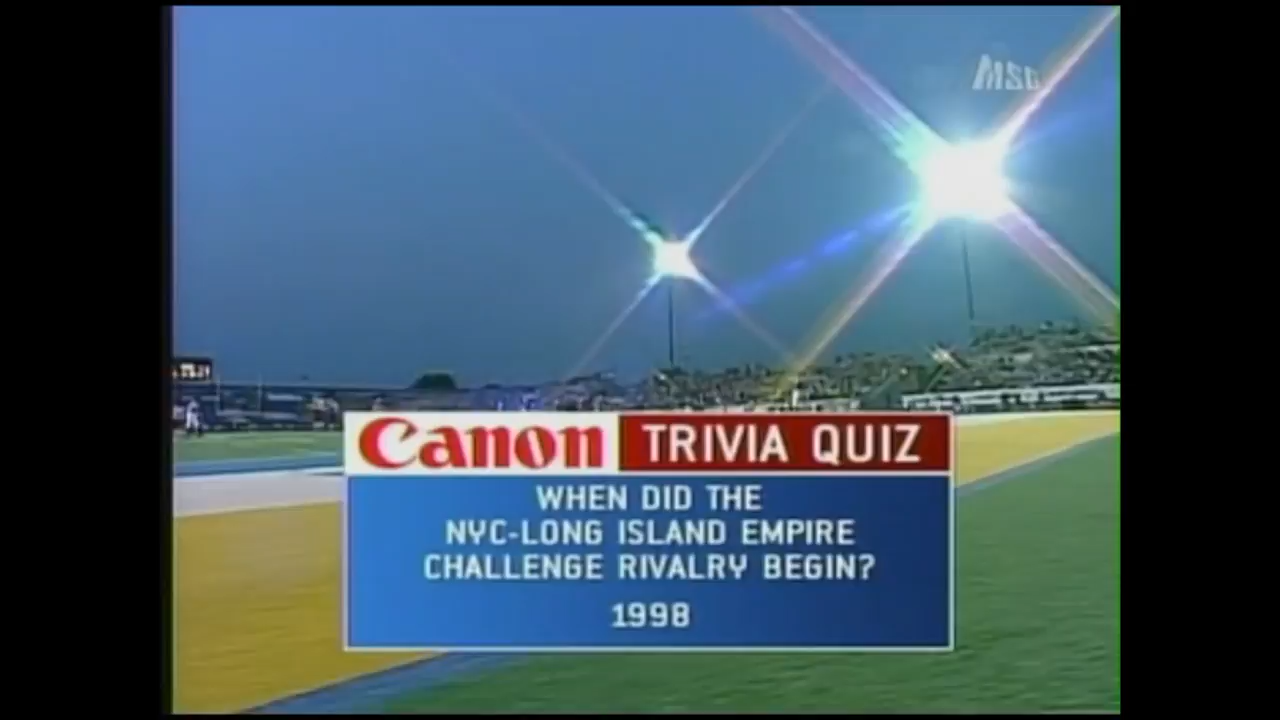 MSG
Canon TRIVIA QUIZ
WHEN DID THE
NYC-LONG ISLAND EMPIRE
CHALLENGE RIVALRY BEGIN?
1998